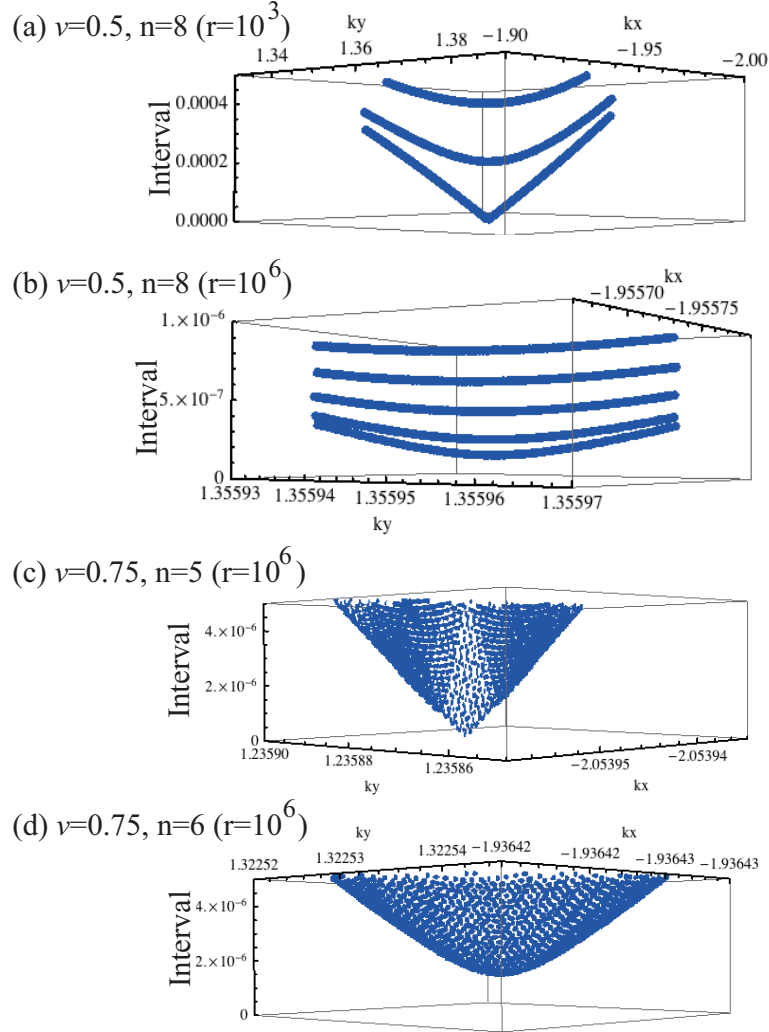 (a) v=0.5, n=8 (r=10^3)
ky
kx
1.34
1.36
1.38
−1.90
−1.95
−2.00
Interval
0.0004
0.0002
0.0000
(b) v=0.5, n=8 (r=10^6)
kx
−1.95570
−1.95575
Interval
1.×10^-6
5.×10^-7
0
1.35593
1.35594
1.35595
1.35596
1.35597
ky
(c) v=0.75, n=5 (r=10^6)
Interval
4.×10^-6
2.×10^-6
0
1.23590
1.23588
1.23586
−2.05395
−2.05394
ky
kx
(d) v=0.75, n=6 (r=10^6)
ky
kx
1.32252
1.32253
1.32254
−1.93642
−1.93642
−1.93643
−1.93643
Interval
4.×10^-6
2.×10^-6
0